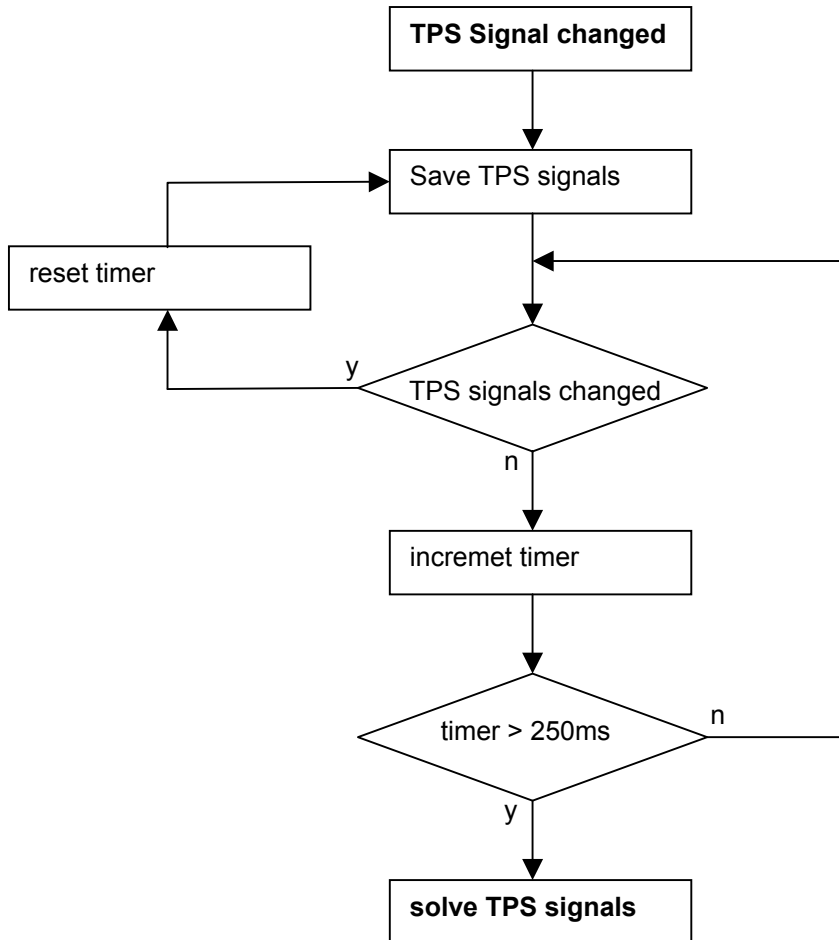 TPS Signal changed
Save TPS signals
reset timer
y
TPS signals changed
n
incremet timer
timer > 250ms
n
y
solve TPS signals